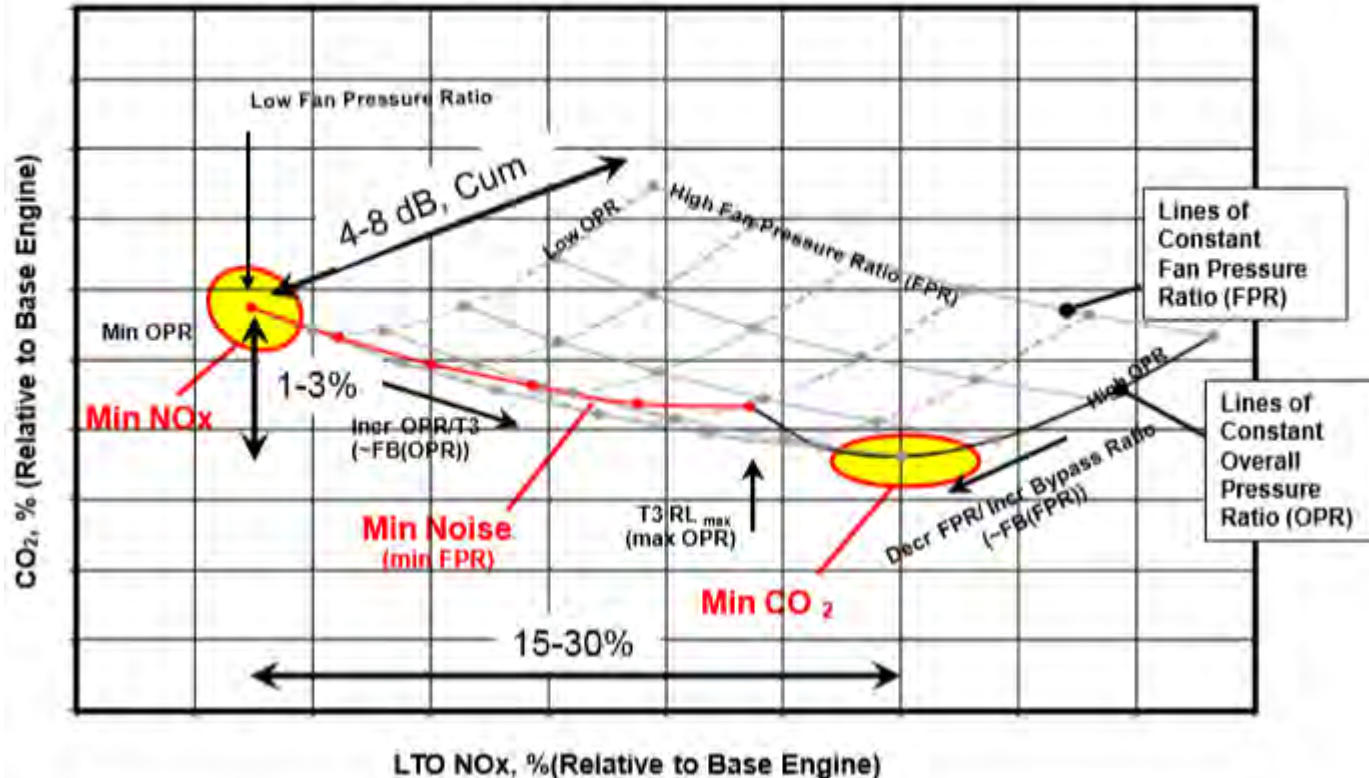 Low Fan Pressure Ratio
4-8 dB, Cum
Low OPR
High Fan Pressure Ratio (FPR)
Lines of
Constant
Fan Pressure
Ratio (FPR)
Min OPR
1-3%
Min NOx
Incr OPR/T3
(~FB(OPR))
High OPR
Lines of
Constant
Overall
Pressure
Ratio (OPR)
Min Noise
(min FPR)
T3 RL max
(max OPR)
Decr FPR/ Incr Bypass Ratio
(~FB(FPR))
Min CO 2
15-30%
CO2, % (Relative to Base Engine)
LTO NOx, %(Relative to Base Engine)